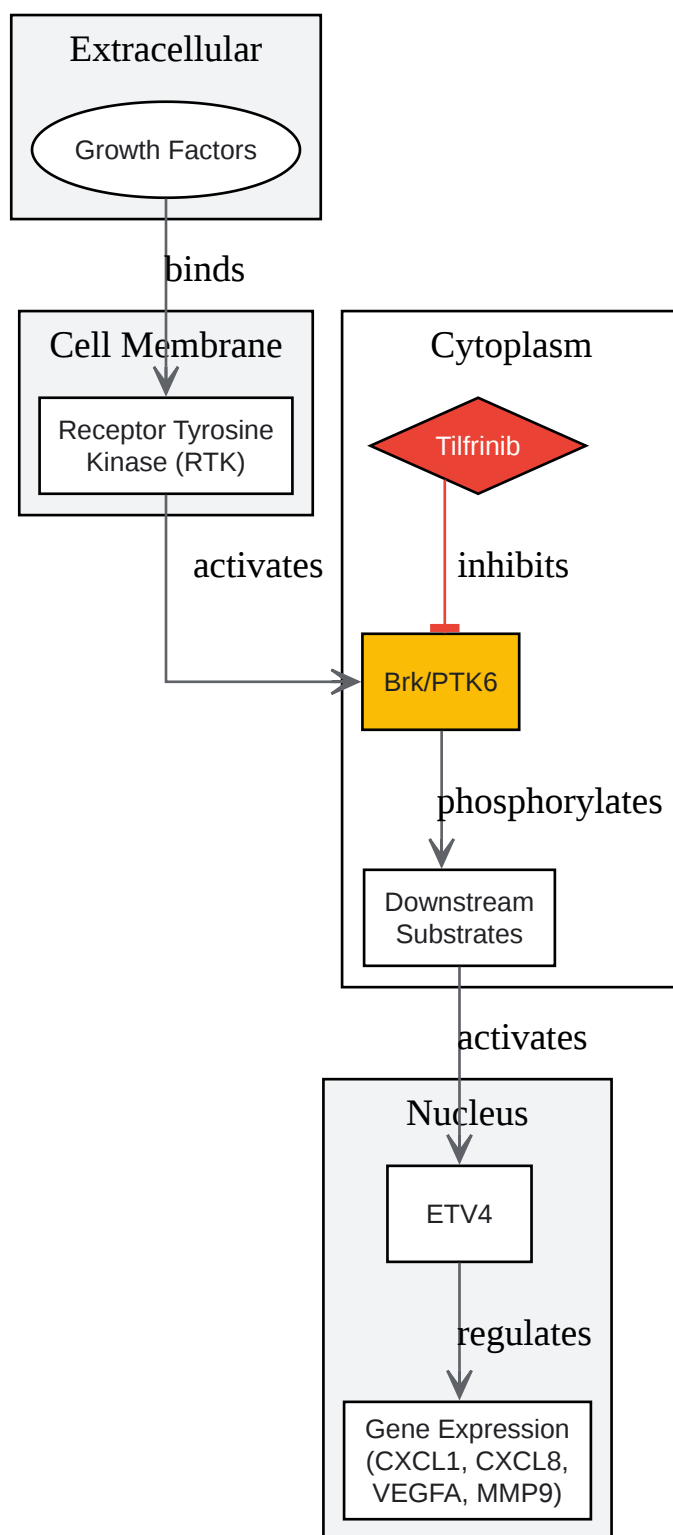 Extracellular
Growth Factors
binds
Cell Membrane
Receptor Tyrosine
Kinase (RTK)
Cytoplasm
Tilfrinib
activates
inhibits
Brk/PTK6
phosphorylates
Downstream
Substrates
activates
Nucleus
ETV4
regulates
Gene Expression
(CXCL1, CXCL8,
VEGFA, MMP9)